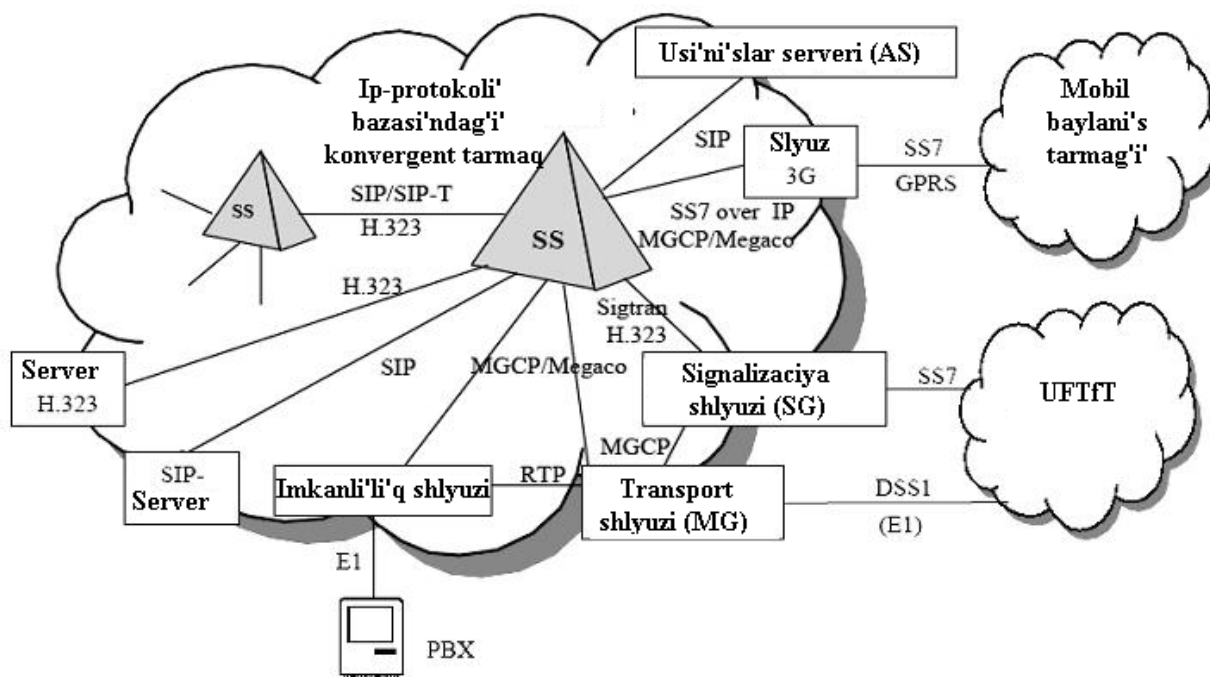 Usi'ni'slar serveri (AS)
Ip-protokoli'
bazasi'ndag'i'
konvergent tarmaq
Mobil
baylani's
tarmag'i'
SIP
Slyuz
3G
SS7
GPRS
SIP/SIP-T
H.323
SS
SS
SS7 over IP
MGCP/Megaco
H.323
Sigtran
H.323
Server
H.323
SIP
MGCP/Megaco
Signalizaciya
shlyuzi (SG)
SS7
UFTfT
MGCP
SIP-
Server
Imkanli'li'q shlyuzi
RTP
Transport
shlyuzi (MG)
DSS1
(E1)
E1
PBX